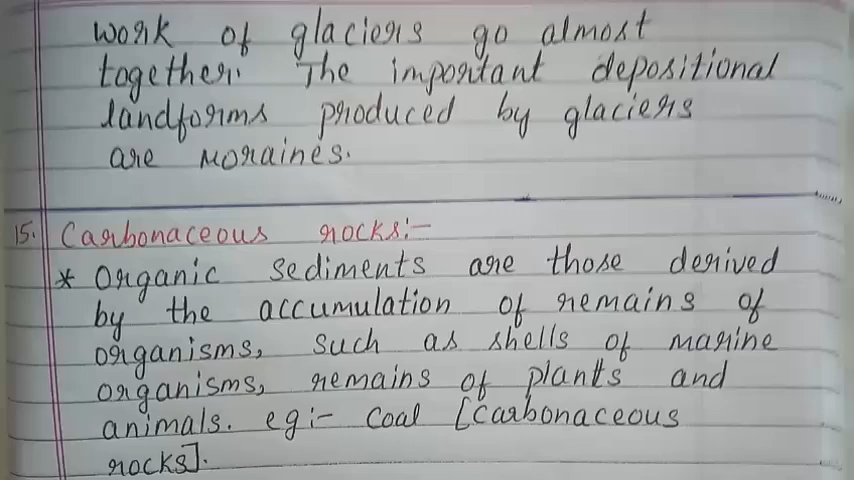 work of glaciers go almost
together. The important depositional
landforms produced by glaciers
are moraines.
15. Carbonaceous rocks:-
* Organic sediments are those derived
by the accumulation of remains of
organisms, such as shells of marine
organisms, remains of plants and
animals. eg:- Coal [carbonaceous
rocks].